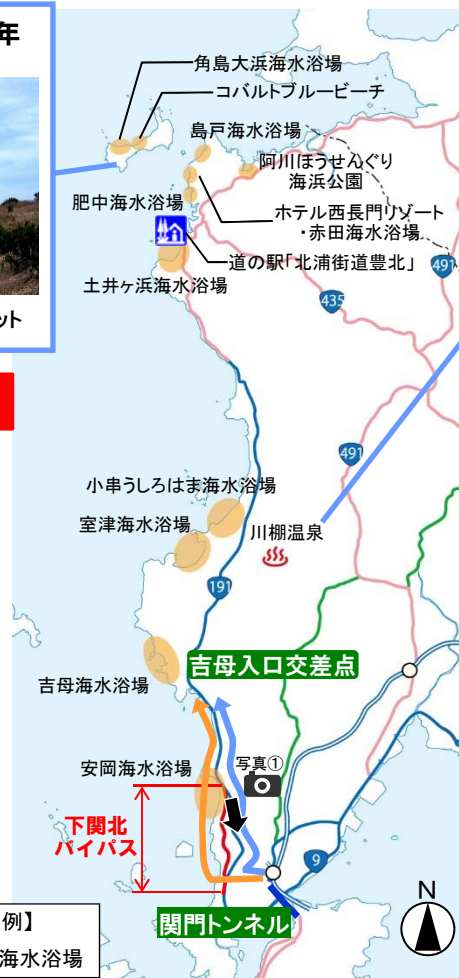 年
ット
角島大浜海水浴場
コバルトブルービーチ
島戸海水浴場
阿川ほうせんぐり
海浜公園
肥中海水浴場
ホテル西長門リゾート
・赤田海水浴場
道の駅「北浦街道豊北」
土井ヶ浜海水浴場
491
435
491
小串うしろはま海水浴場
室津海水浴場
川棚温泉
191
吉母入口交差点
吉母海水浴場
安岡海水浴場
写真①
下関北
バイパス
9
関門トンネル
N
例】
海水浴場